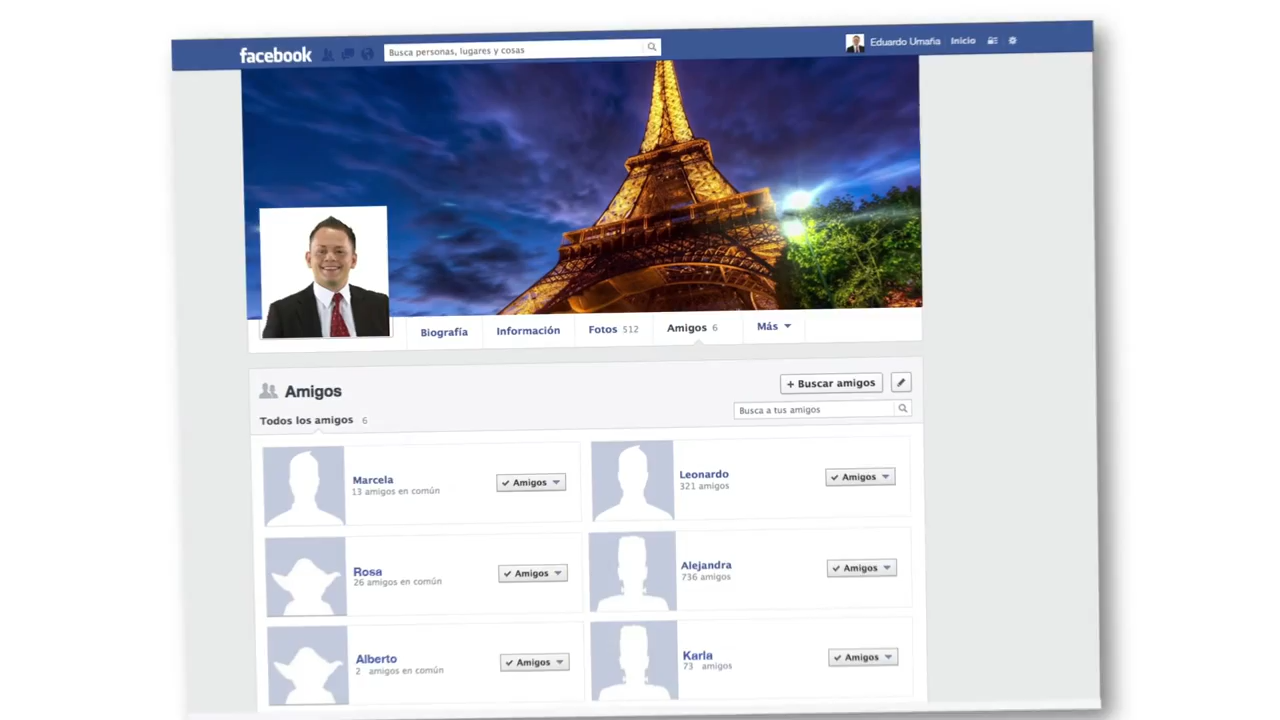 facebook
Busca personas, lugares y cosas
Eduardo Umaña Inicio
Biografía Información Fotos 512 Amigos 6 Más
Amigos
+ Buscar amigos
Todos los amigos 6
Busca a tus amigos
Marcela
13 amigos en común
✓ Amigos
Leonardo
321 amigos
✓ Amigos
Rosa
26 amigos en común
✓ Amigos
Alejandra
736 amigos
✓ Amigos
Alberto
2 amigos en común
✓ Amigos
Karla
73 amigos
✓ Amigos